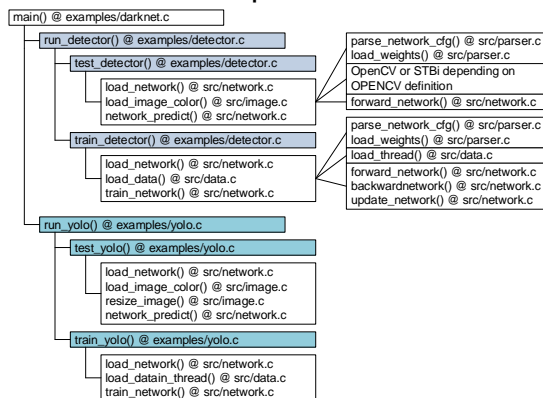 main() @ examples/darknet.c
run_detector() @ examples/detector.c
test_detector() @ examples/detector.c
load_network() @ src/network.c
load_image_color() @ src/image.c
network_predict() @ src/network.c
parse_network_cfg() @ src/parser.c
load_weights() @ src/parser.c
OpenCV or STBi depending on
OPENCV definition
forward_network() @ src/network.c
train_detector() @ examples/detector.c
load_network() @ src/network.c
load_data() @ src/data.c
train_network() @ src/network.c
parse_network_cfg() @ src/parser.c
load_weights() @ src/parser.c
load_thread() @ src/data.c
forward_network() @ src/network.c
backwardnetwork() @ src/network.c
update_network() @ src/network.c
run_yolo() @ examples/yolo.c
test_yolo() @ examples/yolo.c
load_network() @ src/network.c
load_image_color() @ src/image.c
resize_image() @ src/image.c
network_predict() @ src/network.c
train_yolo() @ examples/yolo.c
load_network() @ src/network.c
load_datain_thread() @ src/data.c
train_network() @ src/network.c